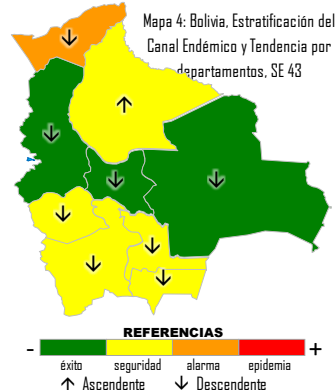 Mapa 4: Bolivia, Estratificación del
Canal Endémico y Tendencia por
departamentos, SE 43
REFERENCIAS
- +
éxito seguridad alarma epidemia
↑ Ascendente ↓ Descendente